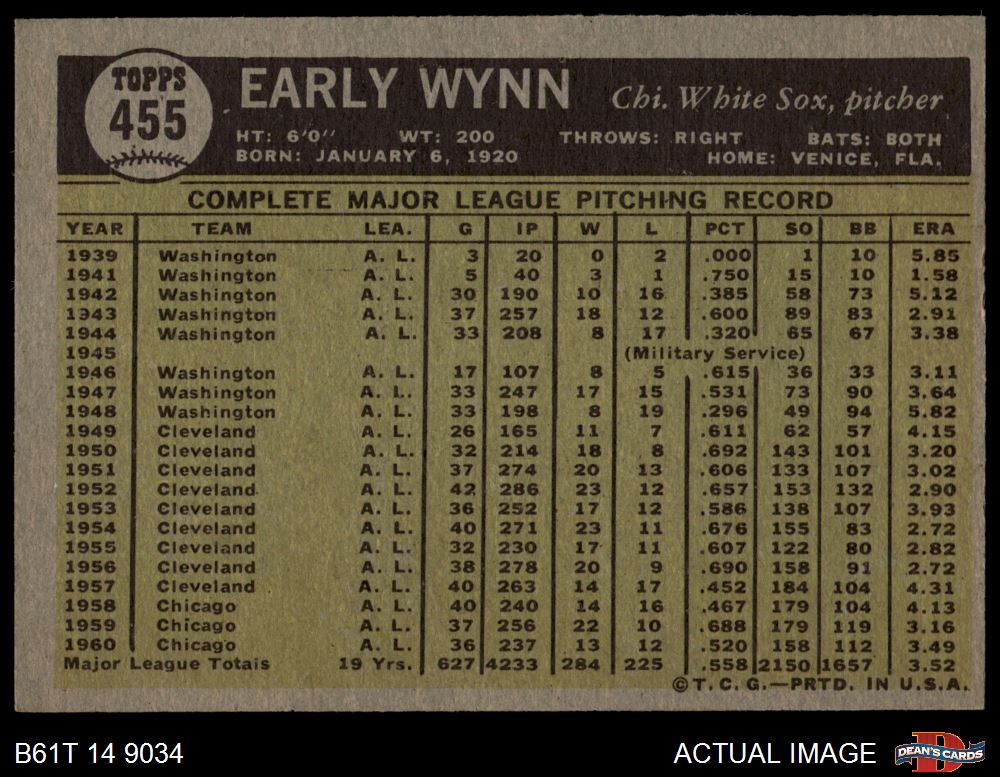 TOPPS
455
EARLY WYNN Chi. White Sox, pitcher
HT: 6'0" WT: 200 THROWS: RIGHT BATS: BOTH
BORN: JANUARY 6, 1920 HOME: VENICE, FLA.
COMPLETE MAJOR LEAGUE PITCHING RECORD
YEAR TEAM LEA. G IP W L PCT SO BB ERA
1939 Washington A. L. 3 20 0 2 .000 1 10 5.85
1941 Washington A. L. 5 40 3 1 .750 15 10 1.58
1942 Washington A. L. 30 190 10 16 .385 58 73 5.12
1943 Washington A. L. 37 257 18 12 .600 89 83 2.91
1944 Washington A. L. 33 208 8 17 .320 65 67 3.38
1945 (Military Service)
1946 Washington A. L. 17 107 8 5 .615 36 33 3.11
1947 Washington A. L. 33 247 17 15 .531 73 90 3.64
1948 Washington A. L. 33 198 8 19 .296 49 94 5.82
1949 Cleveland A. L. 26 165 11 7 .611 62 57 4.15
1950 Cleveland A. L. 32 214 18 8 .692 143 101 3.20
1951 Cleveland A. L. 37 274 20 13 .606 133 107 3.02
1952 Cleveland A. L. 42 286 23 12 .657 153 132 2.90
1953 Cleveland A. L. 36 252 17 12 .586 138 107 3.93
1954 Cleveland A. L. 40 271 23 11 .676 155 83 2.72
1955 Cleveland A. L. 32 230 17 11 .607 122 80 2.82
1956 Cleveland A. L. 38 278 20 9 .690 158 91 2.72
1957 Cleveland A. L. 40 263 14 17 .452 184 104 4.31
1958 Chicago A. L. 40 240 14 16 .467 179 104 4.13
1959 Chicago A. L. 37 256 22 10 .688 179 119 3.16
1960 Chicago A. L. 36 237 13 12 .520 158 112 3.49
Major League Totals 19 Yrs. 627 4233 284 225 .558 2150 1657 3.52
© T. C. G.—PRTD. IN U.S.A.
B61T 14 9034 ACTUAL IMAGE D DEAN'S CARDS